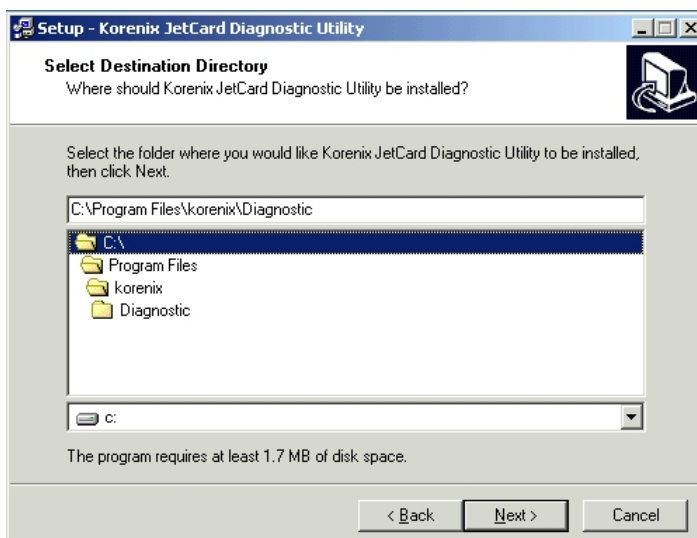 Setup - Korenix JetCard Diagnostic Utility
Select Destination Directory
Where should Korenix JetCard Diagnostic Utility be installed?
Select the folder where you would like Korenix JetCard Diagnostic Utility to be installed,
then click Next.
C:\Program Files\korenix\Diagnostic
C:\
Program Files
korenix
Diagnostic
c:
The program requires at least 1.7 MB of disk space.
< Back Next > Cancel